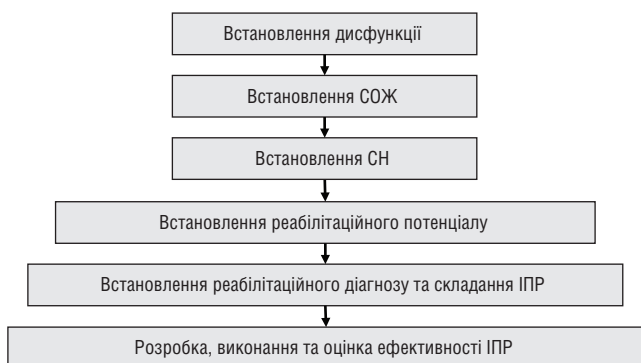 Встановлення дисфункції
Встановлення СОЖ
Встановлення СН
Встановлення реабілітаційного потенціалу
Встановлення реабілітаційного діагнозу та складання ІПР
Розробка, виконання та оцінка ефективності ІПР